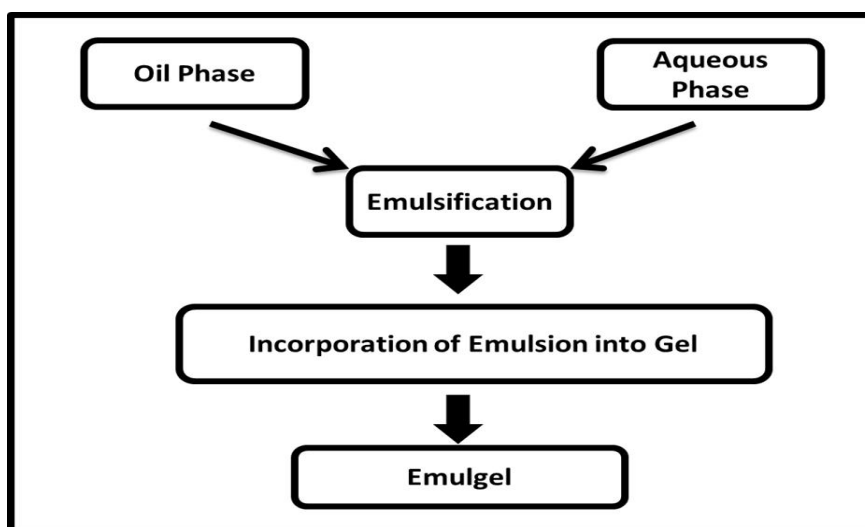 Oil Phase
Aqueous
Phase
Emulsification
Incorporation of Emulsion into Gel
Emulgel